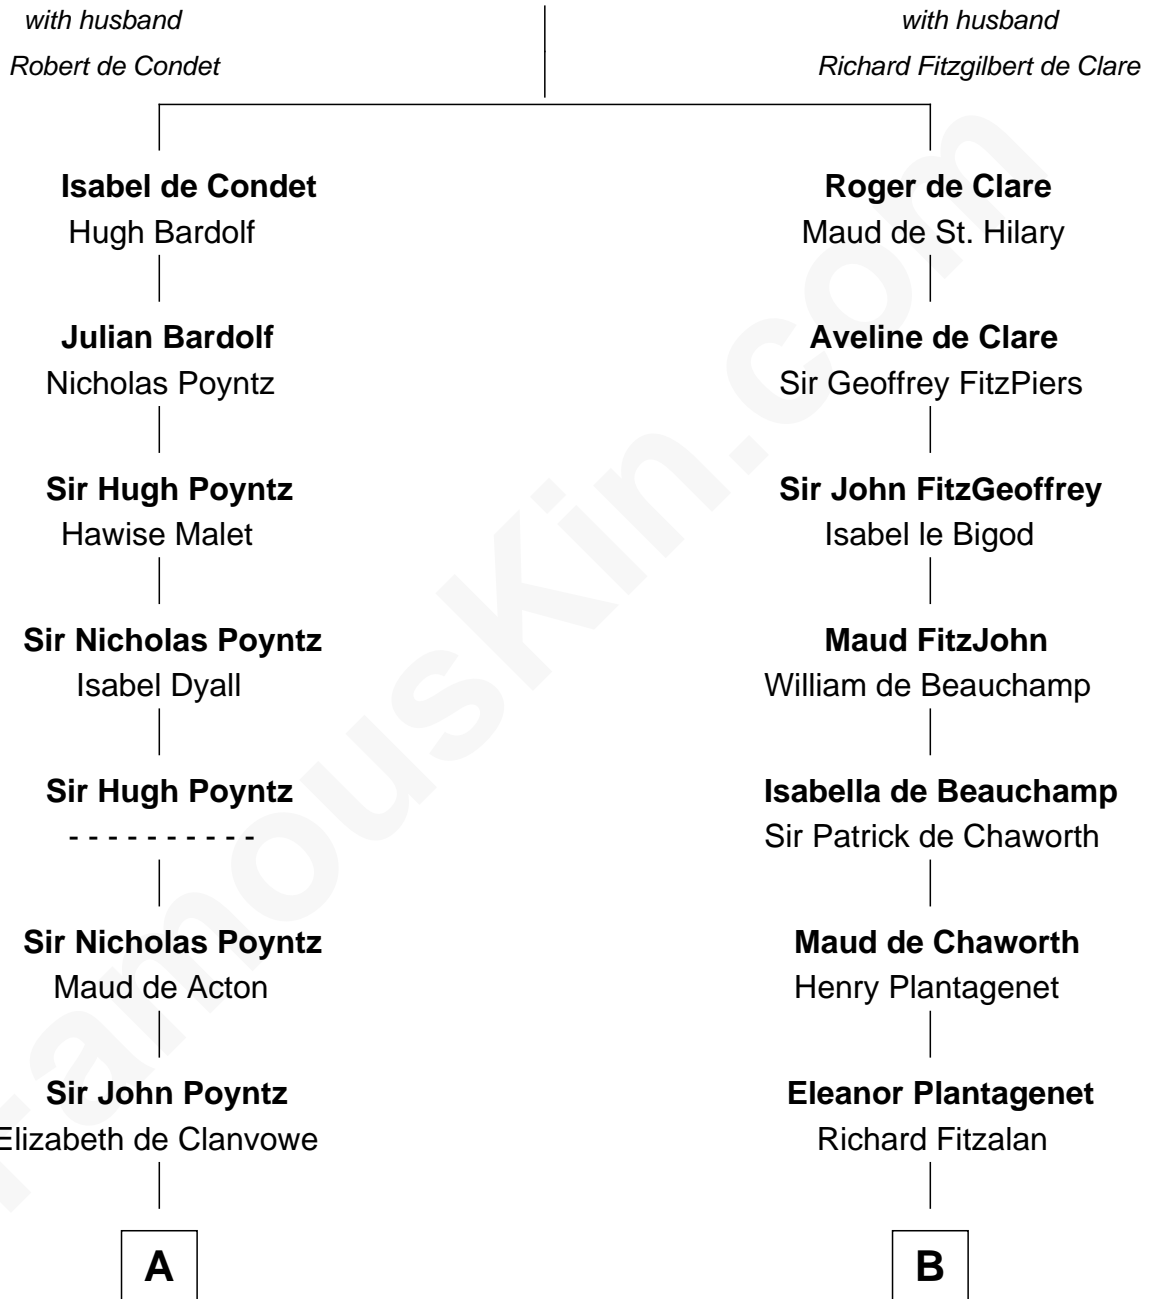 with husband
Robert de Condet
with husband
Richard Fitzgilbert de Clare
Isabel de Condet
Hugh Bardolf
Roger de Clare
Maud de St. Hilary
Julian Bardolf
Nicholas Poyntz
Aveline de Clare
Sir Geoffrey FitzPiers
Sir Hugh Poyntz
Hawise Malet
Sir John FitzGeoffrey
Isabel le Bigod
Sir Nicholas Poyntz
Isabel Dyall
Maud FitzJohn
William de Beauchamp
Sir Hugh Poyntz
- - - - - - - - - -
Isabella de Beauchamp
Sir Patrick de Chaworth
Sir Nicholas Poyntz
Maud de Acton
Maud de Chaworth
Henry Plantagenet
Sir John Poyntz
Elizabeth de Clanvowe
Eleanor Plantagenet
Richard Fitzalan
A
B
FamousKin.com